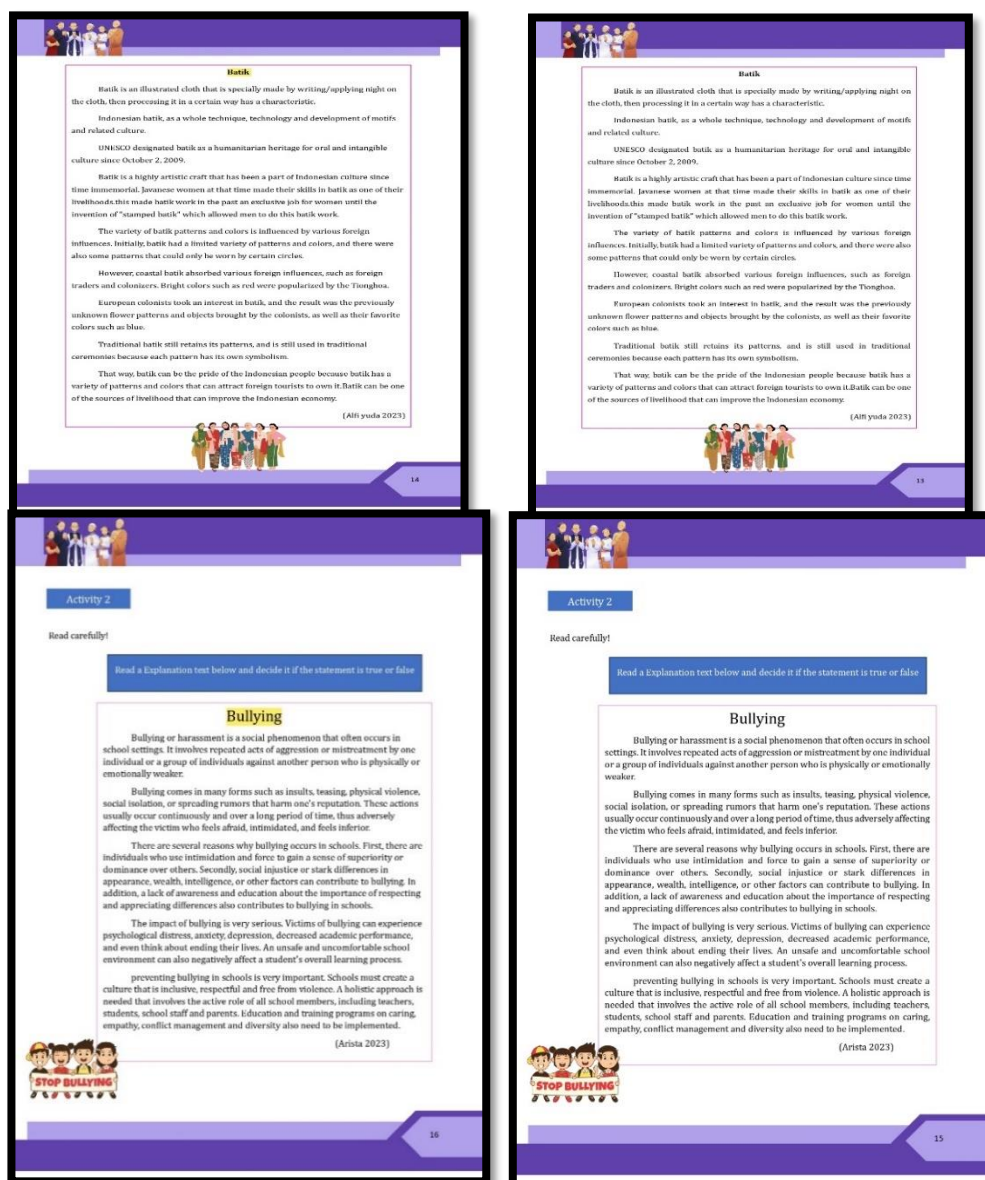 Batik
Batik is an illustrated cloth that is specially made by writing/applying night on
the cloth, then processing it in a certain way has a characteristic.
Indonesian batik, as a whole technique, technology and development of motifs
and related culture.
UNESCO designated batik as a humanitarian heritage for oral and intangible
culture since October 2, 2009.
Batik is a highly artistic craft that has been a part of Indonesian culture since
time immemorial. Javanese women at that time made their skills in batik as one of their
livelihoods.this made batik work in the past an exclusive job for women until the
invention of "stamped batik" which allowed men to do this batik work.
The variety of batik patterns and colors is influenced by various foreign
influences. Initially, batik had a limited variety of patterns and colors, and there were
also some patterns that could only be worn by certain circles.
However, coastal batik absorbed various foreign influences, such as foreign
traders and colonizers. Bright colors such as red were popularized by the Tionghoa.
European colonists took an interest in batik, and the result was the previously
unknown flower patterns and objects brought by the colonists, as well as their favorite
colors such as blue.
Traditional batik still retains its patterns, and is still used in traditional
ceremonies because each pattern has its own symbolism.
That way, batik can be the pride of the Indonesian people because batik has a
variety of patterns and colors that can attract foreign tourists to own it.Batik can be one
of the sources of livelihood that can improve the Indonesian economy.
(Alfi yuda 2023)
14
Batik
Batik is an illustrated cloth that is specially made by writing/applying night on
the cloth, then processing it in a certain way has a characteristic.
Indonesian batik, as a whole technique, technology and development of motifs
and related culture.
UNESCO designated batik as a humanitarian heritage for oral and intangible
culture since October 2, 2009.
Batik is a highly artistic craft that has been a part of Indonesian culture since time
immemorial. Javanese women at that time made their skills in batik as one of their
livelihoods.this made batik work in the past an exclusive job for women until the
invention of "stamped batik" which allowed men to do this batik work.
The variety of batik patterns and colors is influenced by various foreign
influences. Initially, batik had a limited variety of patterns and colors, and there were also
some patterns that could only be worn by certain circles.
However, coastal batik absorbed various foreign influences, such as foreign
traders and colonizers. Bright colors such as red were popularized by the Tionghoa.
European colonists took an interest in batik, and the result was the previously
unknown flower patterns and objects brought by the colonists, as well as their favorite
colors such as blue.
Traditional batik still retains its patterns, and is still used in traditional
ceremonies because each pattern has its own symbolism.
That way, batik can be the pride of the Indonesian people because batik has a
variety of patterns and colors that can attract foreign tourists to own it.Batik can be one
of the sources of livelihood that can improve the Indonesian economy.
(Alfi yuda 2023)
13
Activity 2
Read carefully!
Read a Explanation text below and decide it if the statement is true or false
Bullying
Bullying or harassment is a social phenomenon that often occurs in
school settings. It involves repeated acts of aggression or mistreatment by one
individual or a group of individuals against another person who is physically or
emotionally weaker.
Bullying comes in many forms such as insults, teasing, physical violence,
social isolation, or spreading rumors that harm one's reputation. These actions
usually occur continuously and over a long period of time, thus adversely
affecting the victim who feels afraid, intimidated, and feels inferior.
There are several reasons why bullying occurs in schools. First, there are
individuals who use intimidation and force to gain a sense of superiority or
dominance over others. Secondly, social injustice or stark differences in
appearance, wealth, intelligence, or other factors can contribute to bullying. In
addition, a lack of awareness and education about the importance of respecting
and appreciating differences also contributes to bullying in schools.
The impact of bullying is very serious. Victims of bullying can experience
psychological distress, anxiety, depression, decreased academic performance,
and even think about ending their lives. An unsafe and uncomfortable school
environment can also negatively affect a student's overall learning process.
preventing bullying in schools is very important. Schools must create a
culture that is inclusive, respectful and free from violence. A holistic approach is
needed that involves the active role of all school members, including teachers,
students, school staff and parents. Education and training programs on caring,
empathy, conflict management and diversity also need to be implemented.
(Arista 2023)
STOP BULLYING
16
Activity 2
Read carefully!
Read a Explanation text below and decide it if the statement is true or false
Bullying
Bullying or harassment is a social phenomenon that often occurs in school
settings. It involves repeated acts of aggression or mistreatment by one individual
or a group of individuals against another person who is physically or emotionally
weaker.
Bullying comes in many forms such as insults, teasing, physical violence,
social isolation, or spreading rumors that harm one's reputation. These actions
usually occur continuously and over a long period of time, thus adversely affecting
the victim who feels afraid, intimidated, and feels inferior.
There are several reasons why bullying occurs in schools. First, there are
individuals who use intimidation and force to gain a sense of superiority or
dominance over others. Secondly, social injustice or stark differences in
appearance, wealth, intelligence, or other factors can contribute to bullying. In
addition, a lack of awareness and education about the importance of respecting
and appreciating differences also contributes to bullying in schools.
The impact of bullying is very serious. Victims of bullying can experience
psychological distress, anxiety, depression, decreased academic performance,
and even think about ending their lives. An unsafe and uncomfortable school
environment can also negatively affect a student's overall learning process.
preventing bullying in schools is very important. Schools must create a
culture that is inclusive, respectful and free from violence. A holistic approach is
needed that involves the active role of all school members, including teachers,
students, school staff and parents. Education and training programs on caring,
empathy, conflict management and diversity also need to be implemented.
(Arista 2023)
STOP BULLYING
15